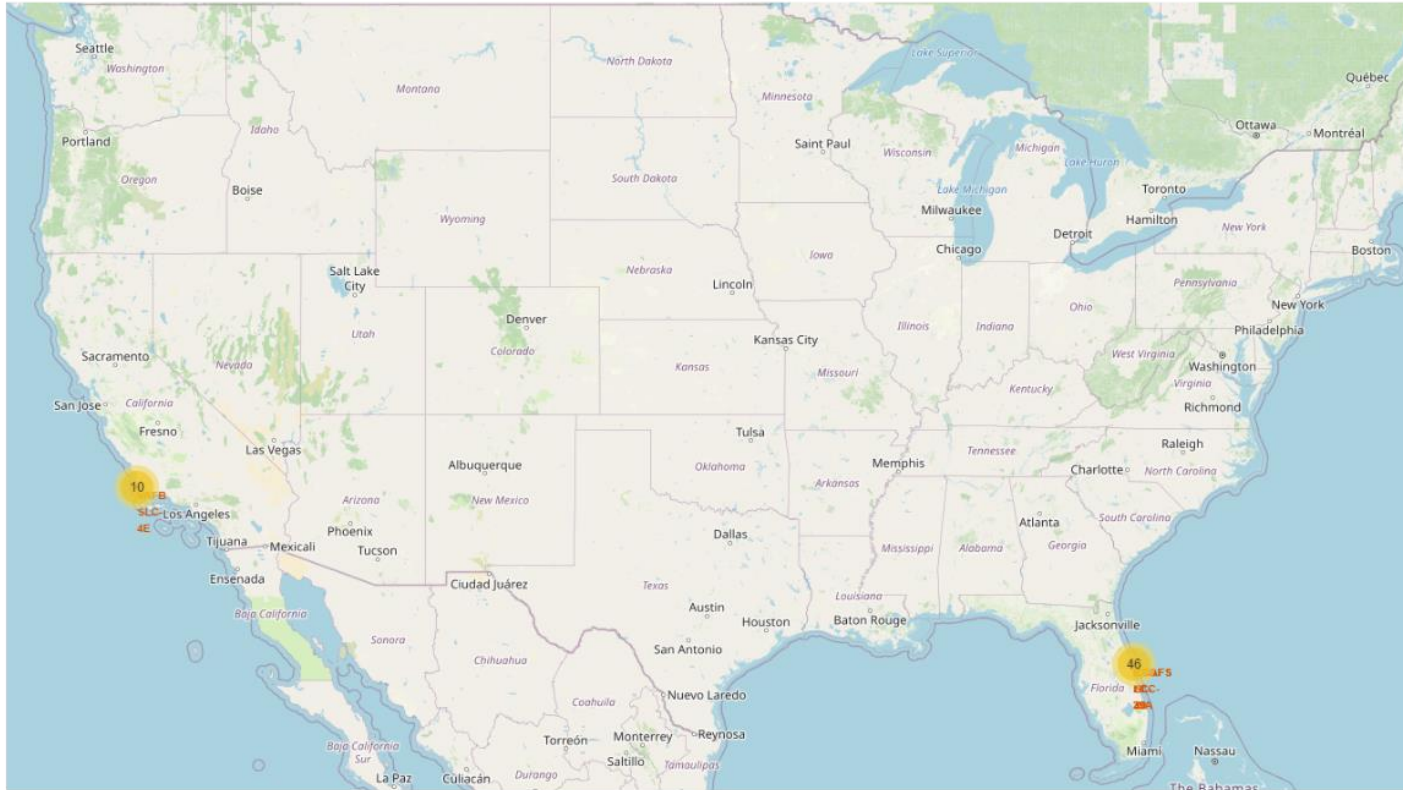 Seattle
Washington
Portland
Oregon
Idaho
Boise
Montana
North Dakota
South Dakota
Wyoming
Nebraska
Lincoln
Minnesota
Saint Paul
Lake Superior
Wisconsin
Michigan
Lake Michigan
Lake Huron
Milwaukee
Chicago
Detroit
Québec
Ottawa
Montréal
Toronto
Hamilton
New York
Boston
Iowa
Salt Lake
City
Utah
Nevada
Sacramento
San Jose
California
Fresno
Las Vegas
Denver
Colorado
Kansas
Kansas City
Missouri
Illinois
Indiana
Ohio
Pennsylvania
New York
Philadelphia
West Virginia
Washington
Virginia
Richmond
Kentucky
Tennessee
Raleigh
Charlotte
North Carolina
South Carolina
Memphis
Arkansas
Tulsa
Oklahoma
Albuquerque
New Mexico
Arizona
Phoenix
Tucson
10
SLC-
4E
Los Angeles
Tijuana
Mexicali
Ensenada
Baja California
Sonora
Ciudad Juárez
Chihuahua
Texas
Dallas
Austin
Houston
San Antonio
Baton Rouge
Louisiana
Mississippi
Alabama
Atlanta
Georgia
Jacksonville
46
Florida
Miami
Nassau
The Bahamas
Coahuila
Nuevo Laredo
Reynosa
Monterrey
Torreón
Saltillo
Tamaulipas
Durango
Culiacán
Baja California
Sur
La Paz